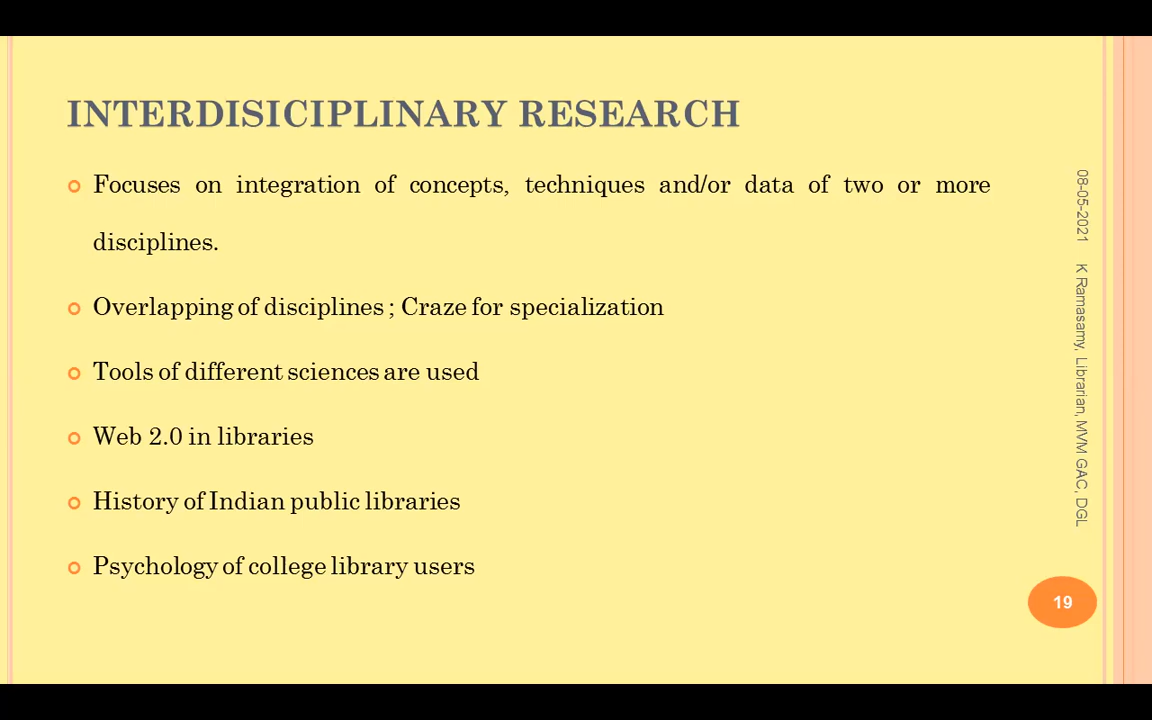 INTERDISICIPLINARY RESEARCH
Focuses on integration of concepts, techniques and/or data of two or more
disciplines.
Overlapping of disciplines ; Craze for specialization
Tools of different sciences are used
Web 2.0 in libraries
History of Indian public libraries
Psychology of college library users
08-05-2021 K Ramasamy, Librarian, MVM GAC, DGL
19